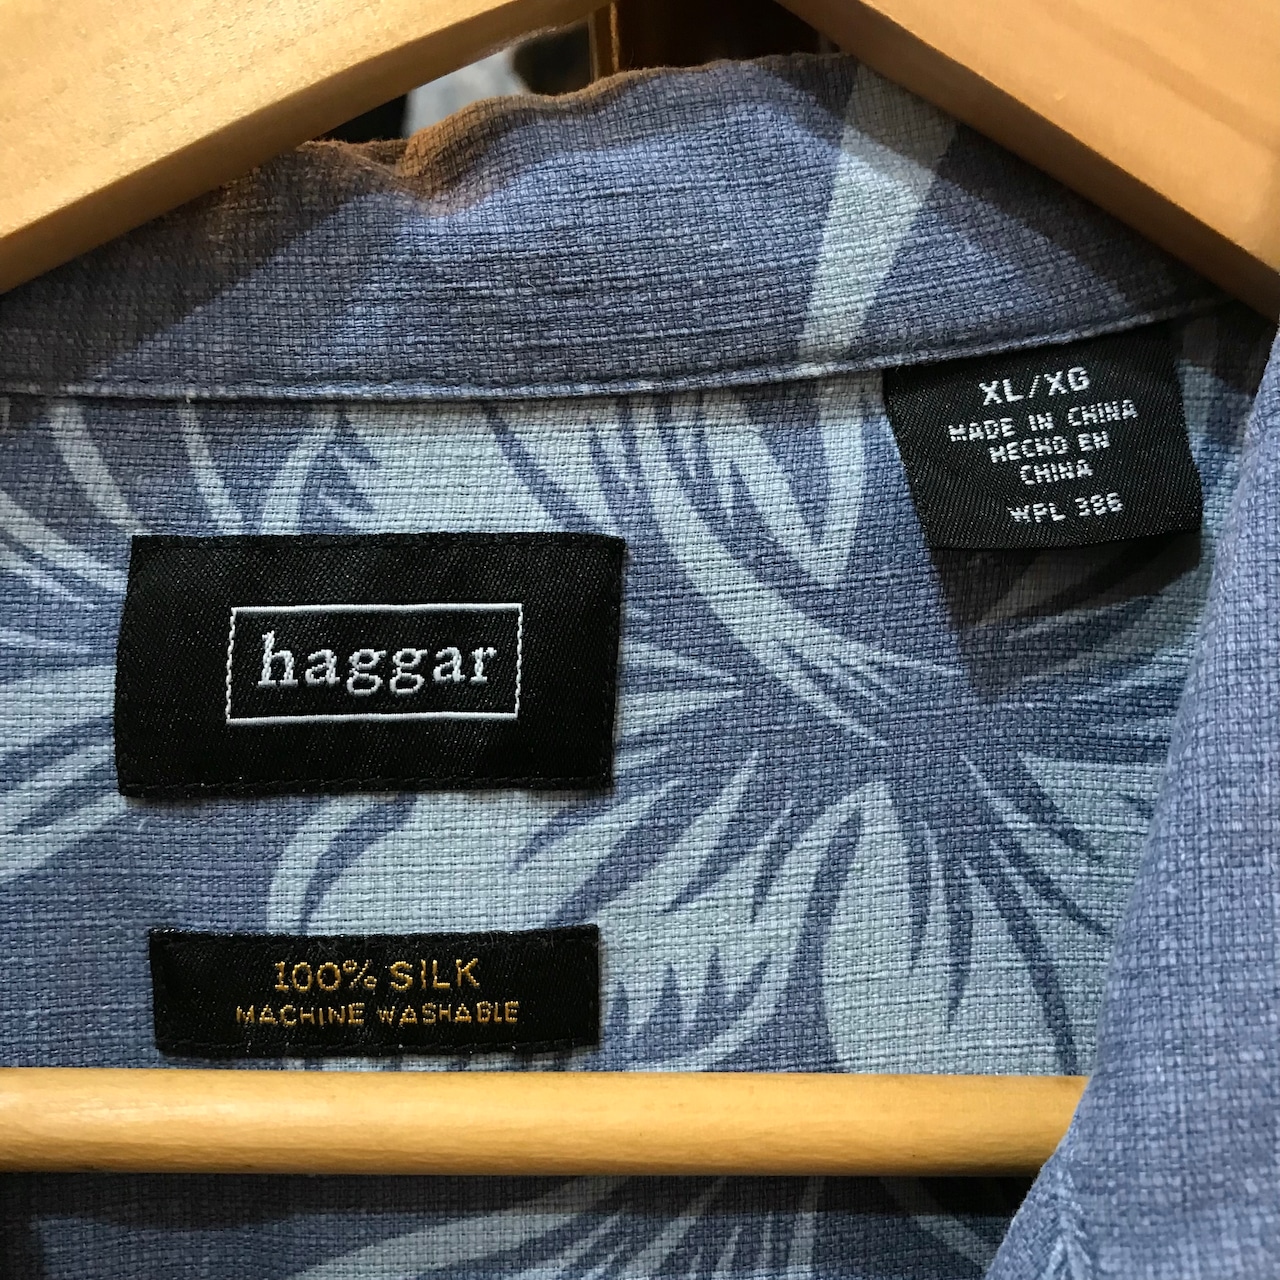 XL/XG
MADE IN CHINA
HECHO EN
CHINA
WPL 386
haggar
100% SILK
MACHINE WASHABLE